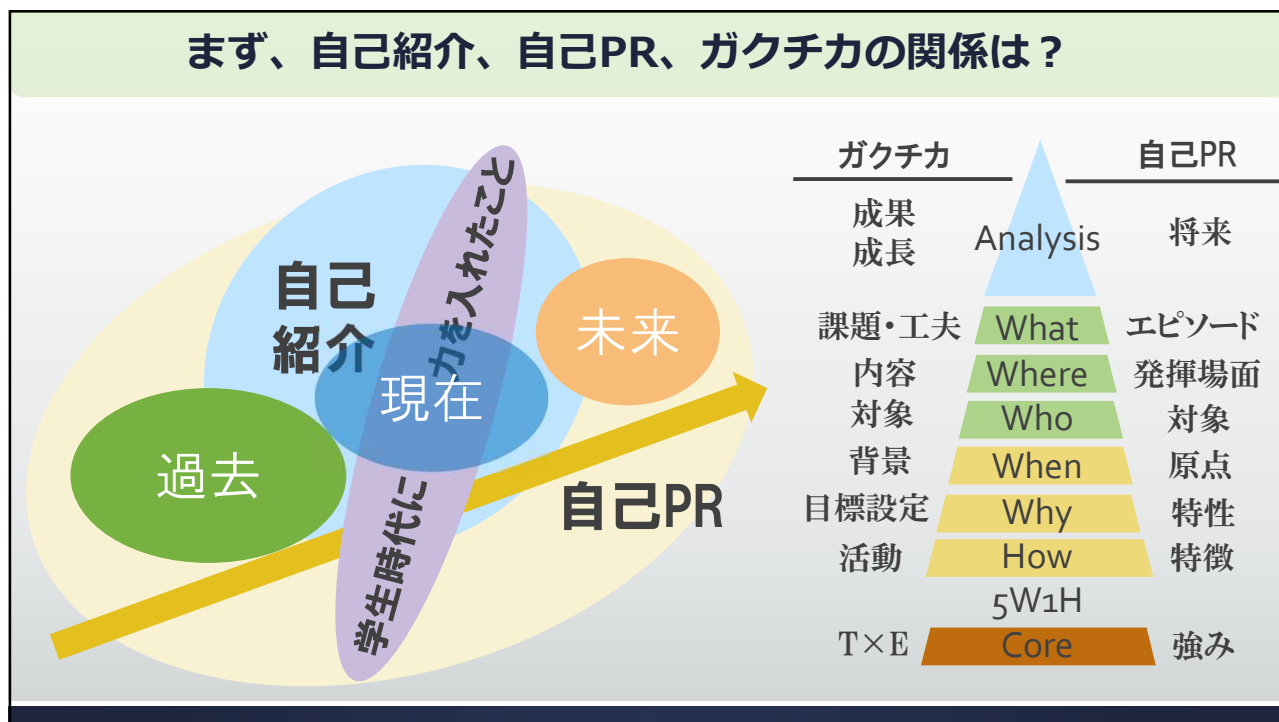 まず、自己紹介、自己PR、ガクチカの関係は？
自己
紹介
学生時代に力を入れたこと
過去
現在
未来
自己PR
ガクチカ
自己PR
成果
成長
Analysis
将来
課題・工夫
What
エピソード
内容
Where
発揮場面
対象
Who
対象
背景
When
原点
目標設定
Why
特性
活動
How
特徴
5W1H
T×E
Core
強み